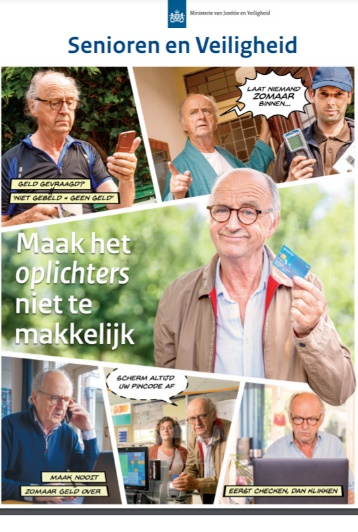 Ministerie van Justitie en Veiligheid
Senioren en Veiligheid
LAAT NIEMAND
ZOMAAR
BINNEN...
GELD GEVRAAGD?
'NIET GEBELD = GEEN GELD'
Maak het
oplichters
niet te
makkelijk
SCHERM ALTIJD
UW PINCODE AF
MAAK NOOIT
ZOMAAR GELD OVER
EERST CHECKEN, DAN KLIKKEN